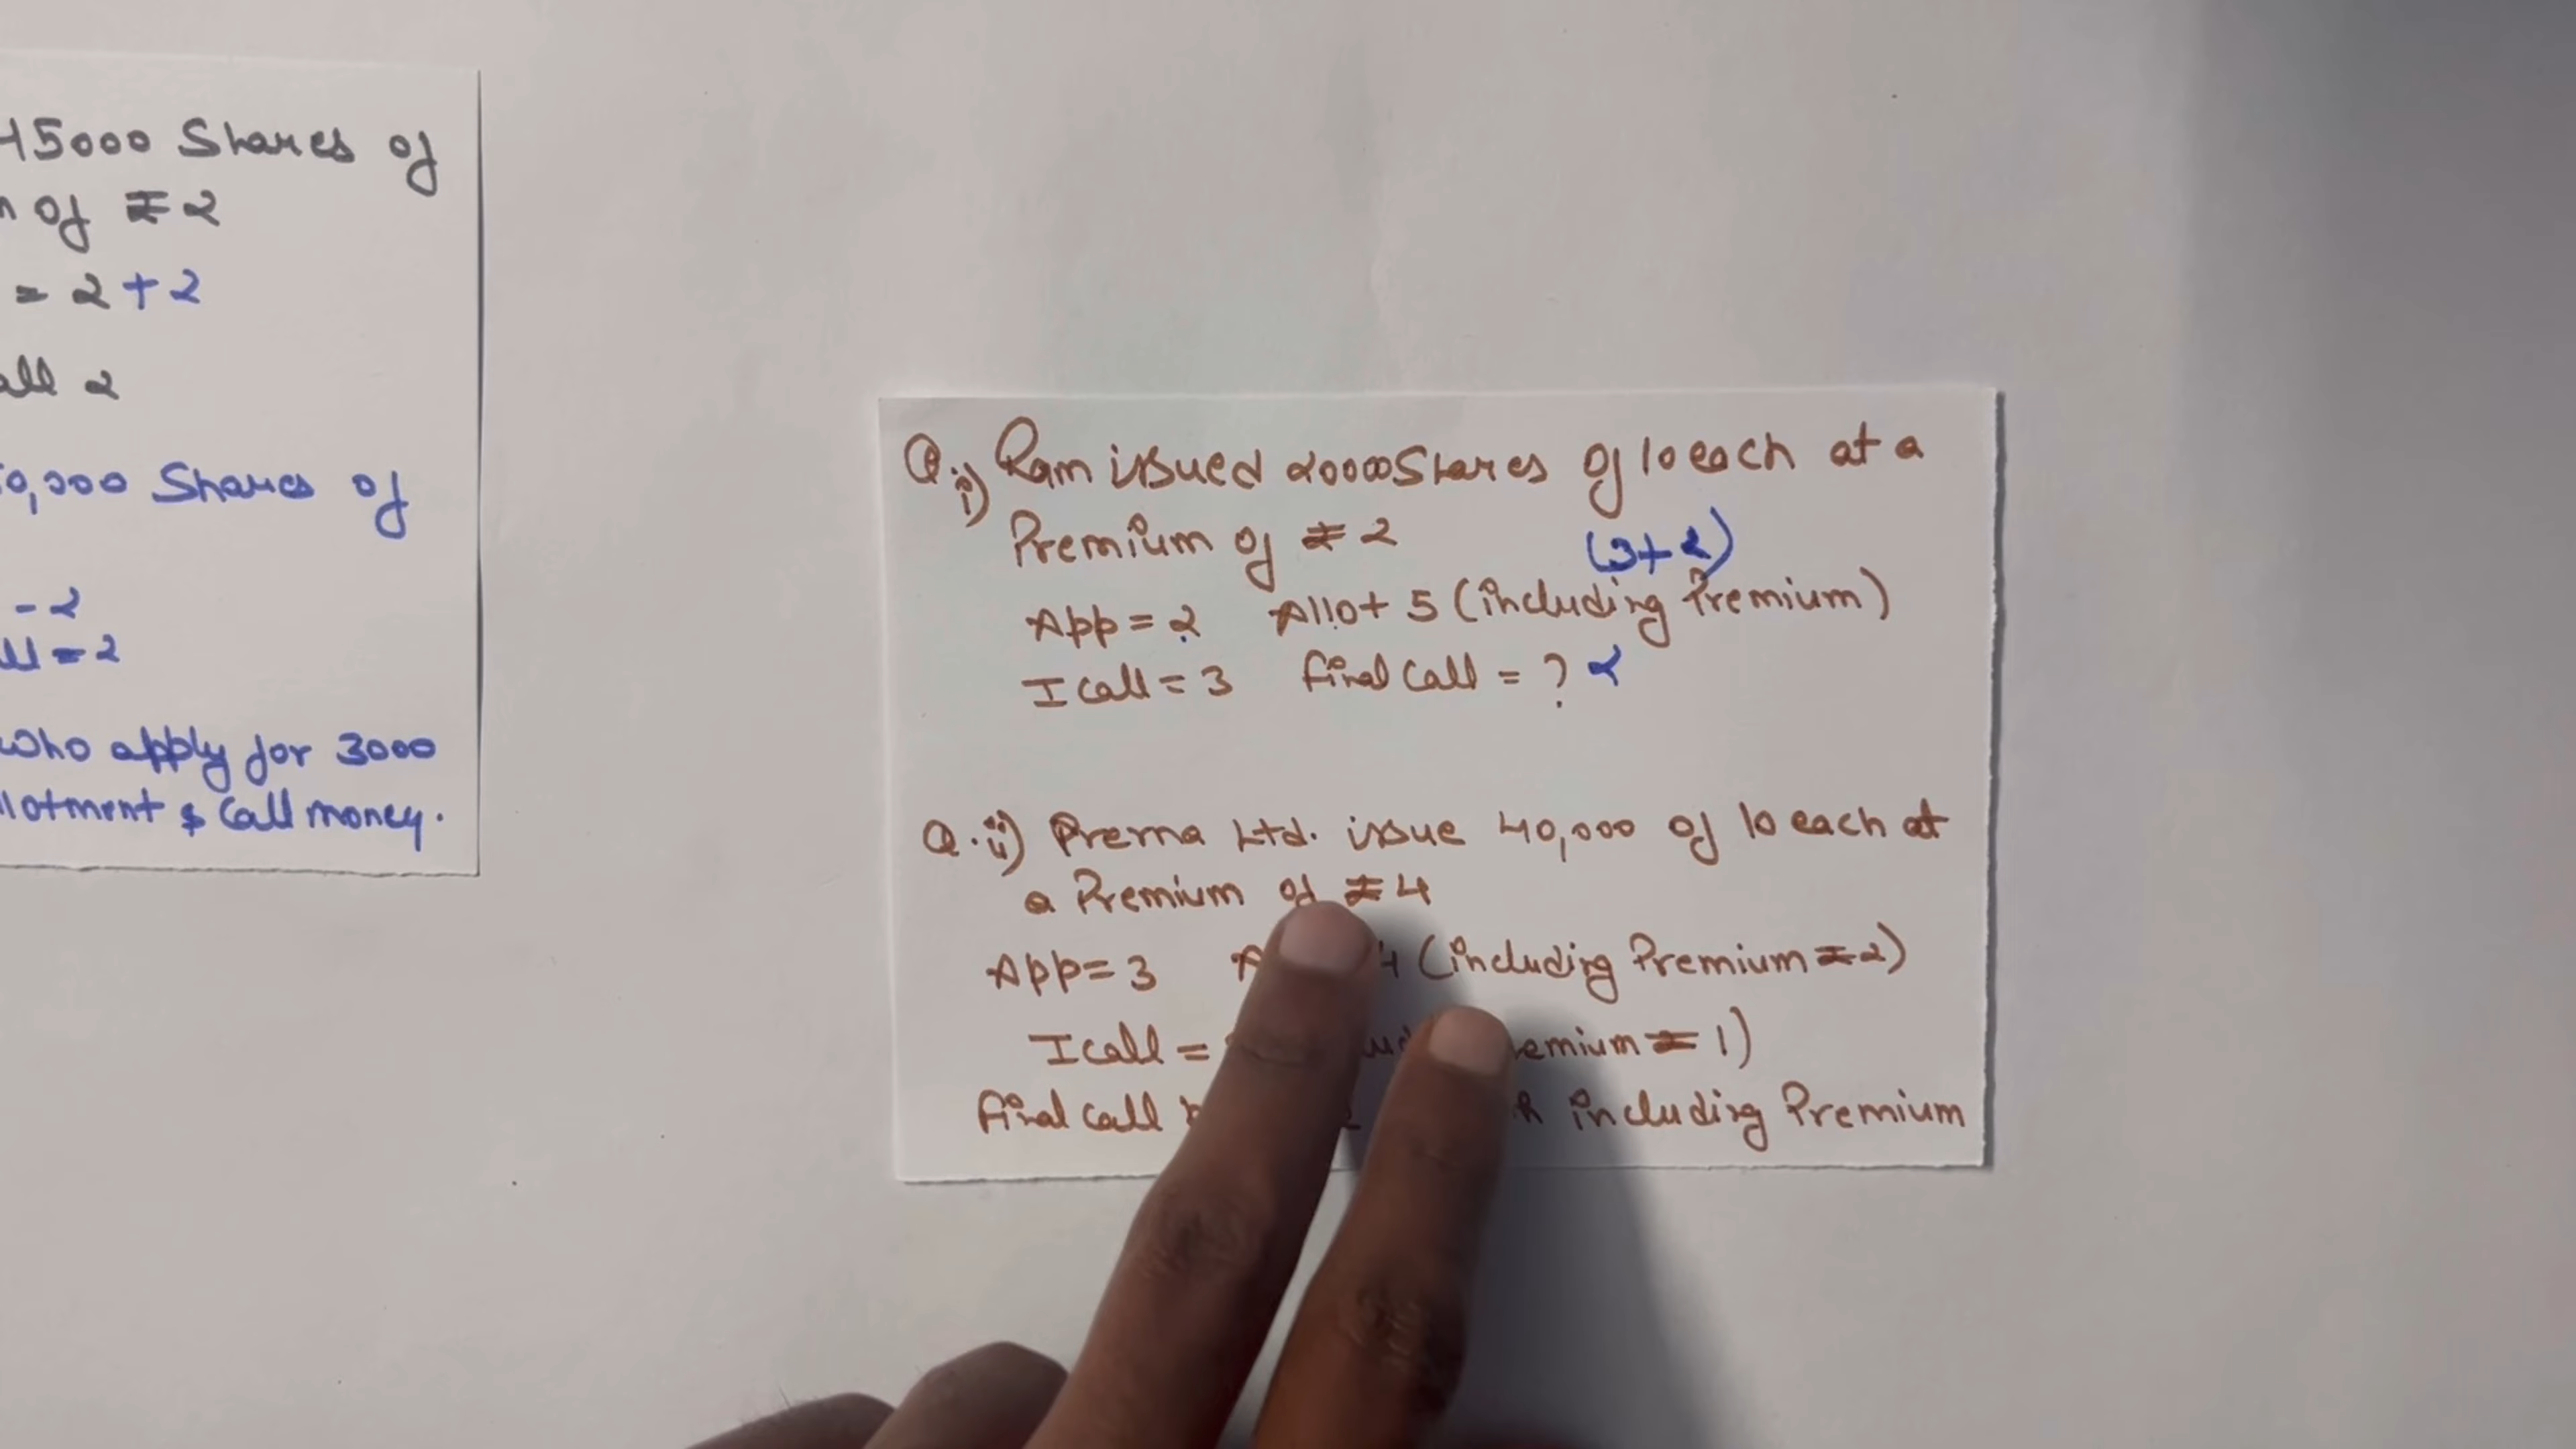 45000 Shares of
of ₹2
= 2+2
all 2
0,000 Shares of
-2
ll=2
who apply for 3000
lotment & Call money.
Q.i) Ram issued 20000 Shares of 10 each at a
Premium of ₹2
(3+2)
App=2 Allot 5 (including Premium)
I call=3 final call = ? 2
Q.ii) Prerna Ltd. issue 40,000 of 10 each at
a Premium of ₹4
App=3 4 (including Premium ₹2)
I call = Premium ₹1)
final call including Premium